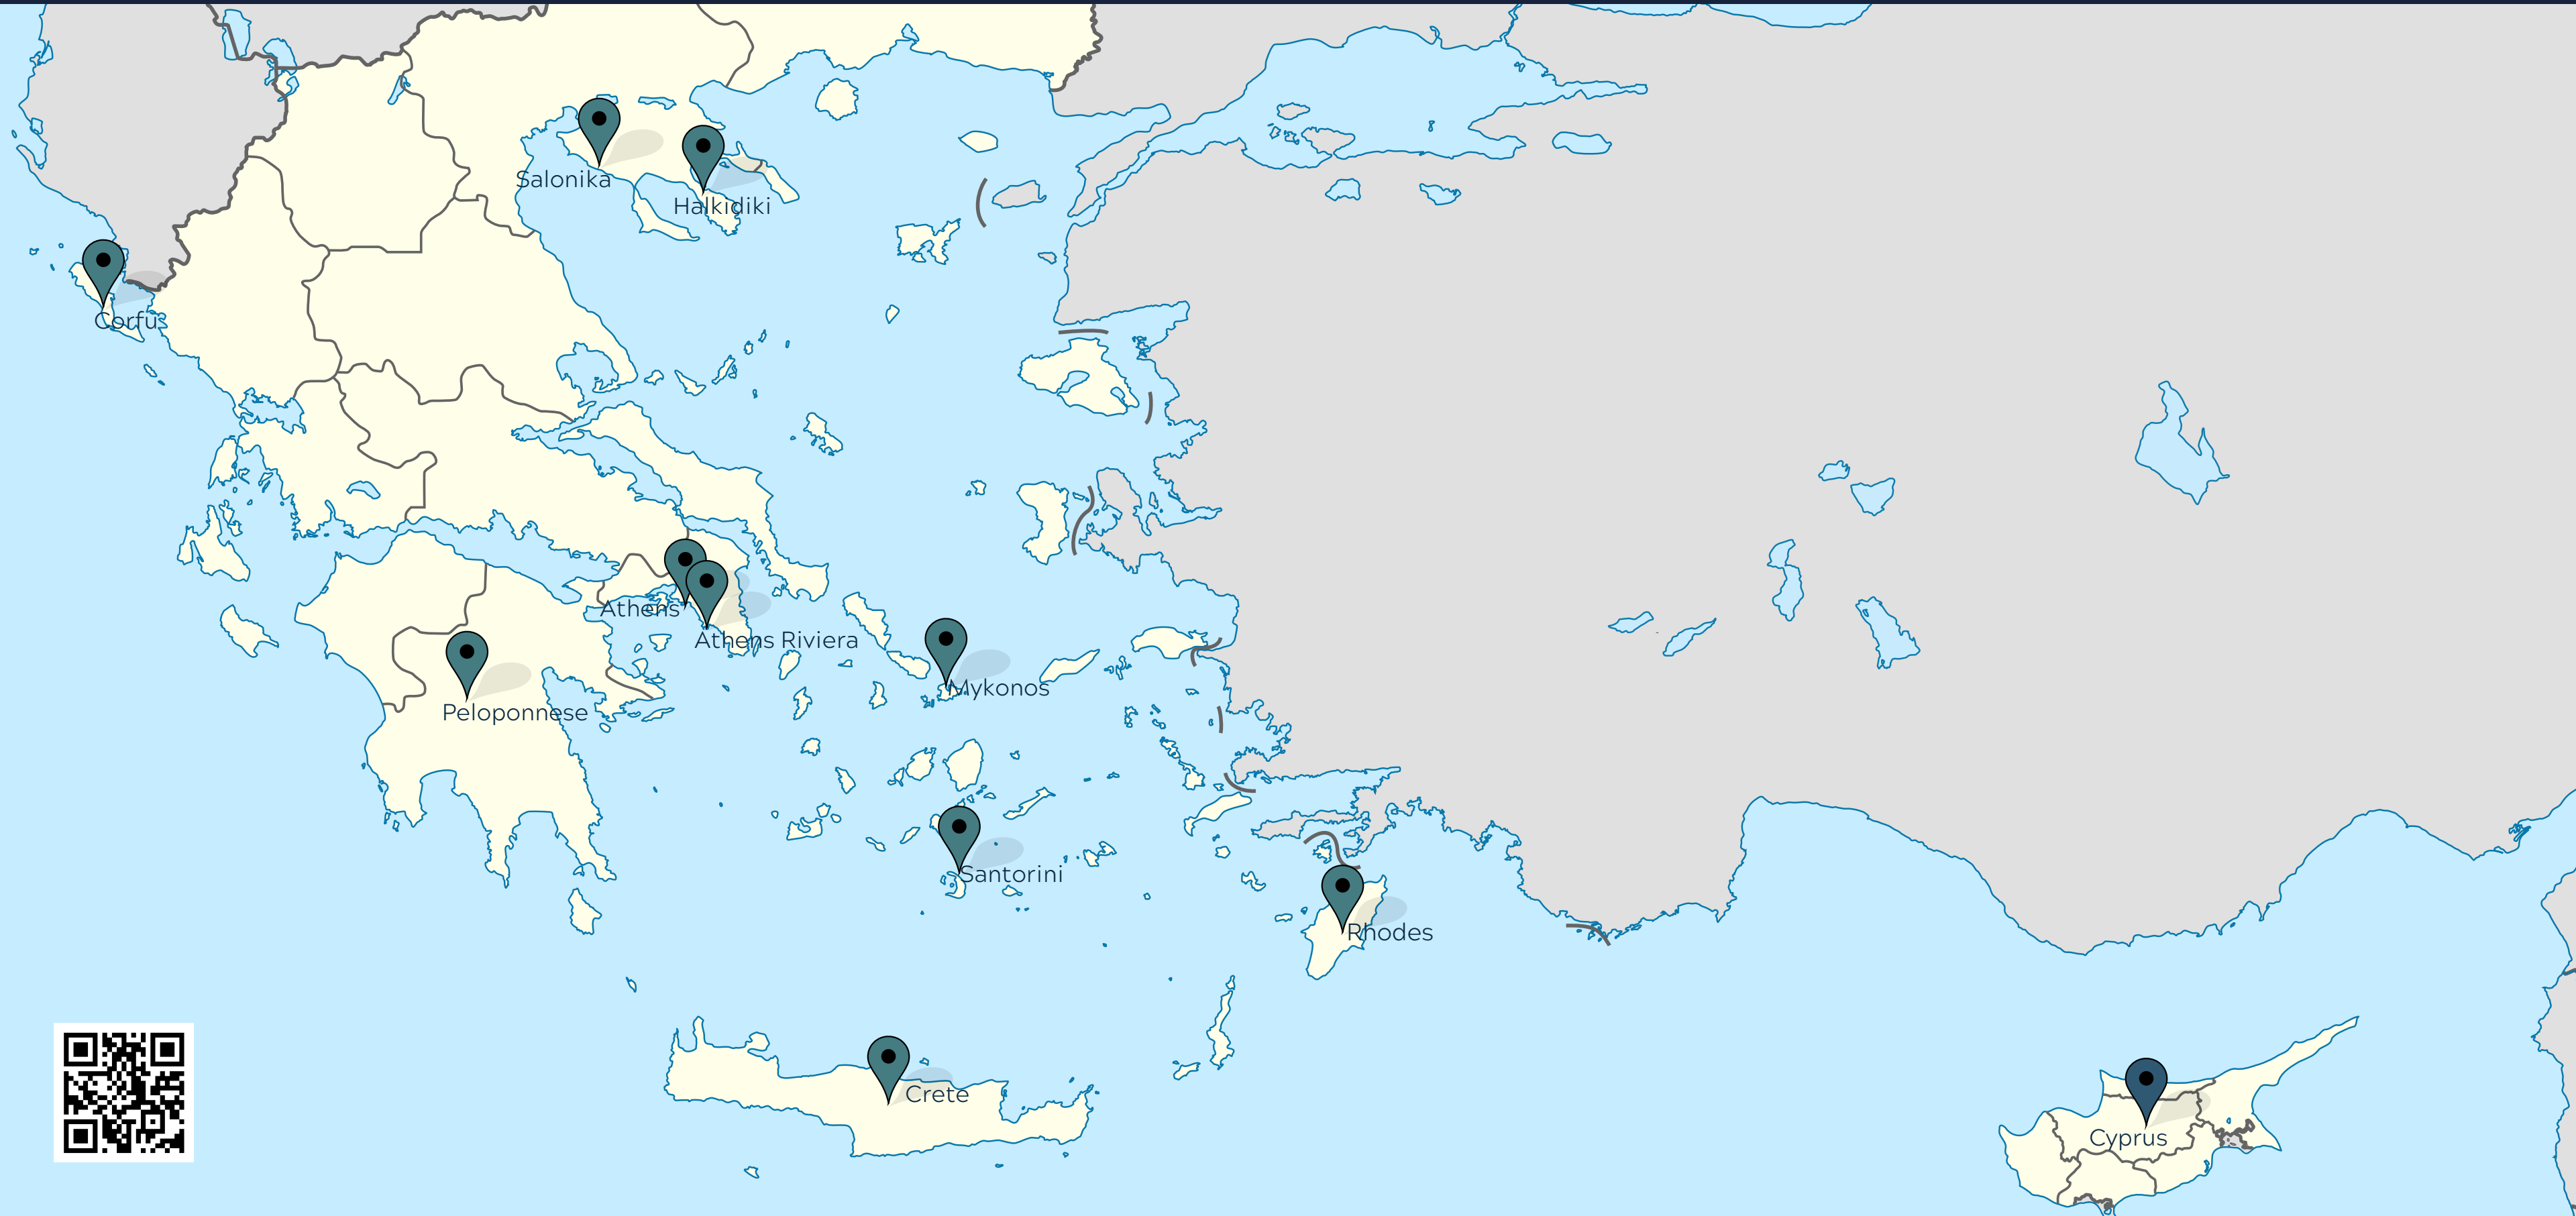 Salonika
Halkidiki
Corfu
Athens
Athens Riviera
Mykonos
Peloponnese
Santorini
Rhodes
Crete
Cyprus